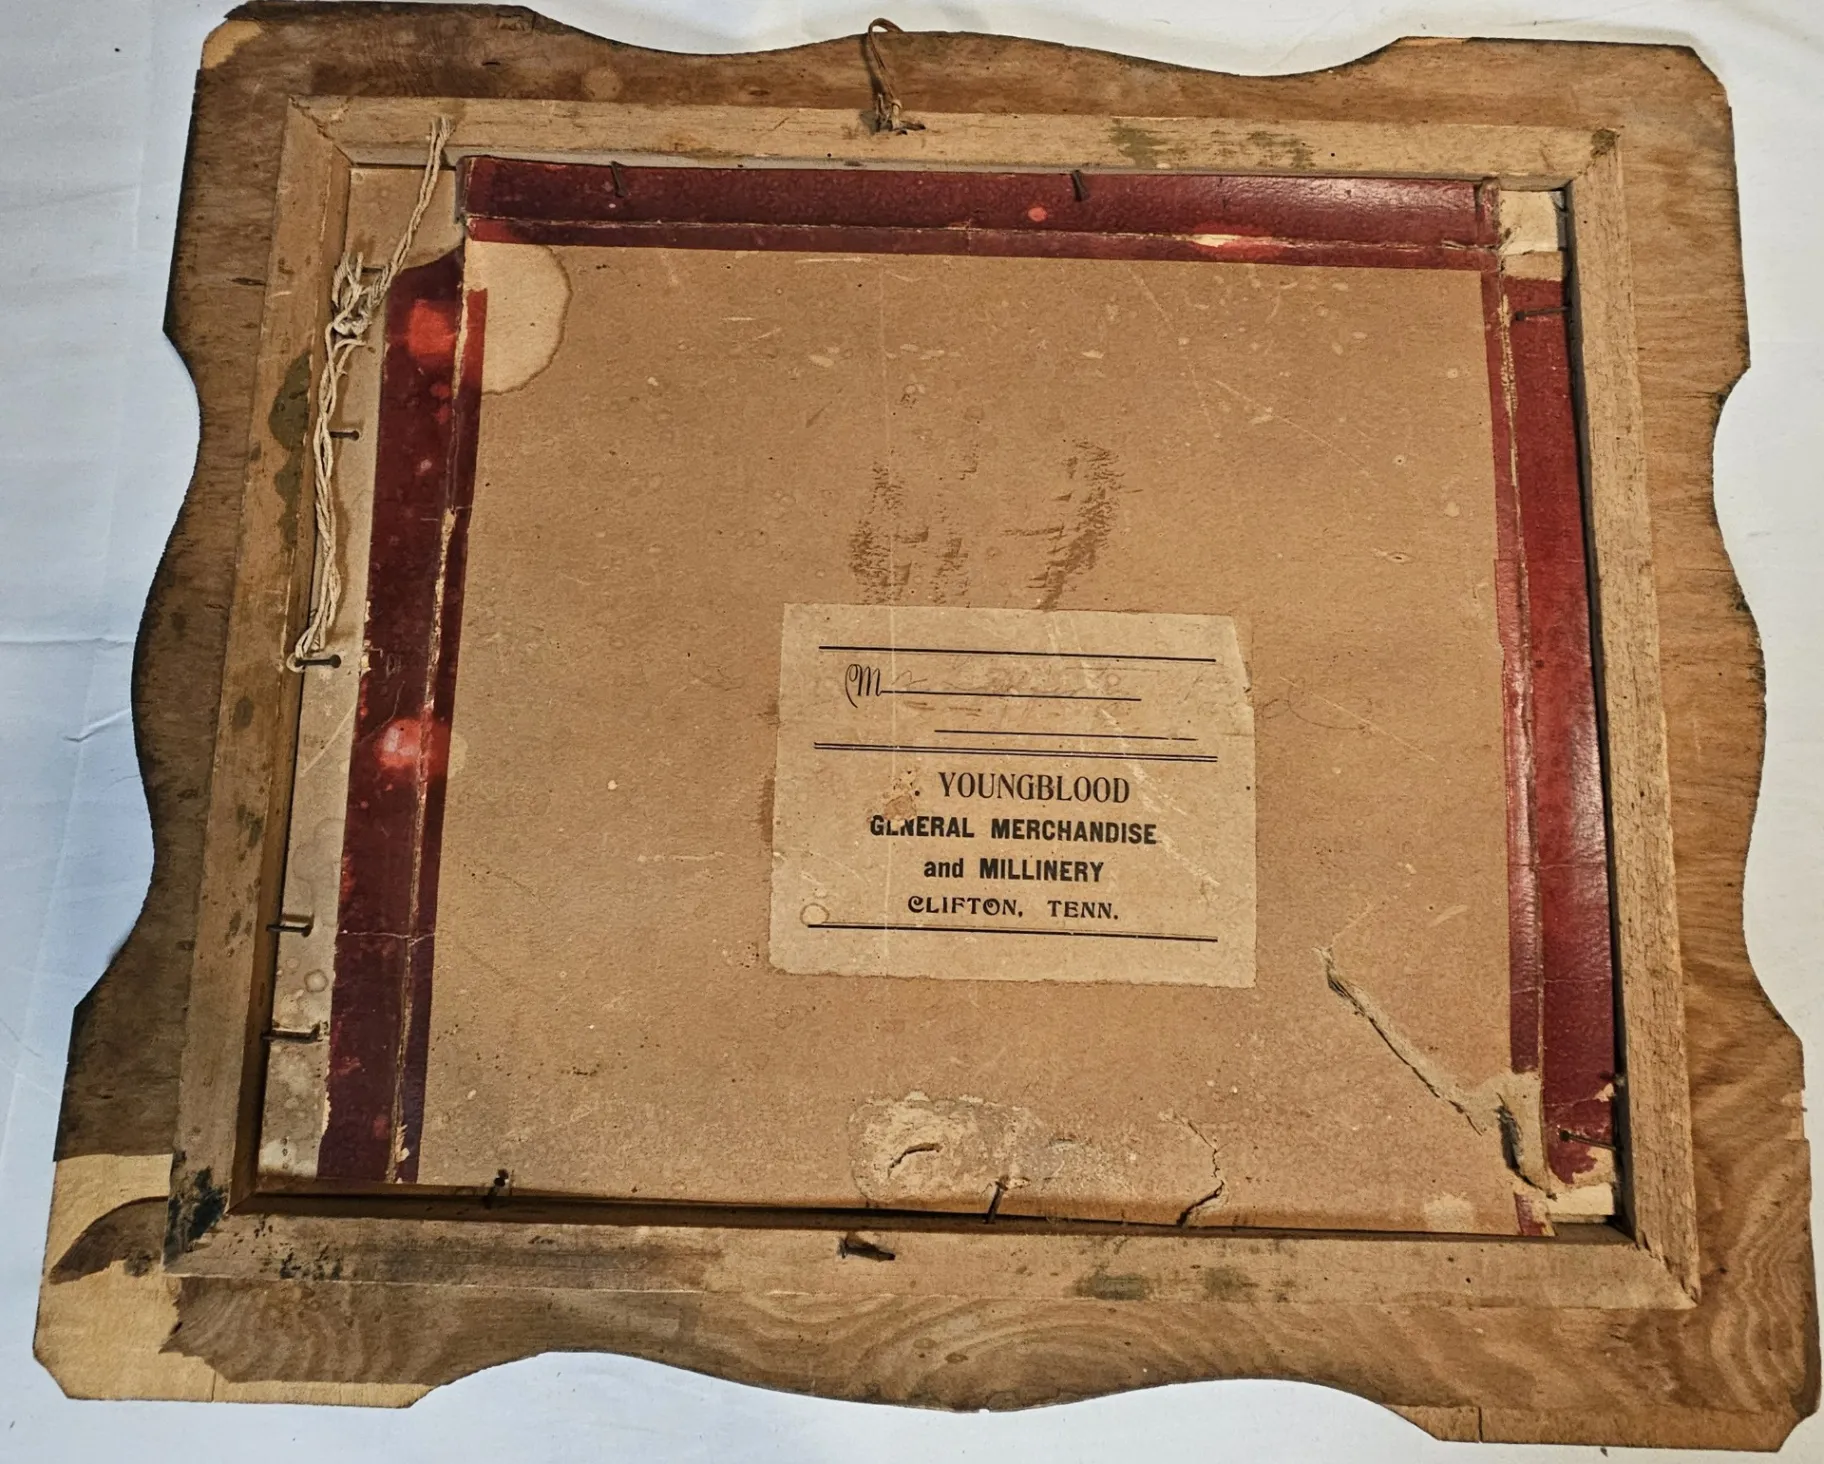 M
. YOUNGBLOOD
GENERAL MERCHANDISE
and MILLINERY
CLIFTON, TENN.